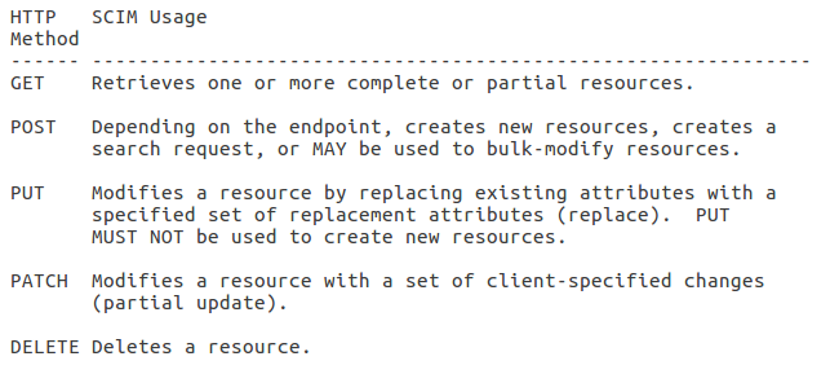 HTTP   SCIM Usage
Method
------ --------------------------------------------------------------
GET    Retrieves one or more complete or partial resources.
POST   Depending on the endpoint, creates new resources, creates a
       search request, or MAY be used to bulk-modify resources.
PUT    Modifies a resource by replacing existing attributes with a
       specified set of replacement attributes (replace).  PUT
       MUST NOT be used to create new resources.
PATCH  Modifies a resource with a set of client-specified changes
       (partial update).
DELETE Deletes a resource.